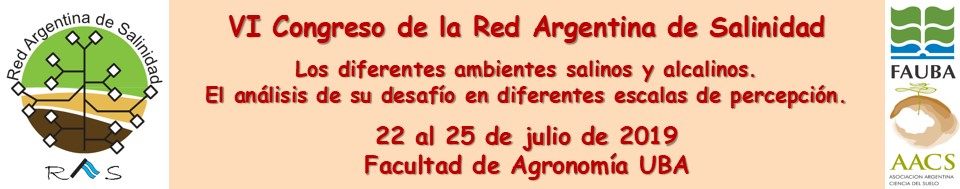 Red Argentina de Salinidad
RAS
VI Congreso de la Red Argentina de Salinidad
Los diferentes ambientes salinos y alcalinos.
El análisis de su desafío en diferentes escalas de percepción.
22 al 25 de julio de 2019
Facultad de Agronomía UBA
FAUBA
AACS
ASOCIACION ARGENTINA
CIENCIA DEL SUELO